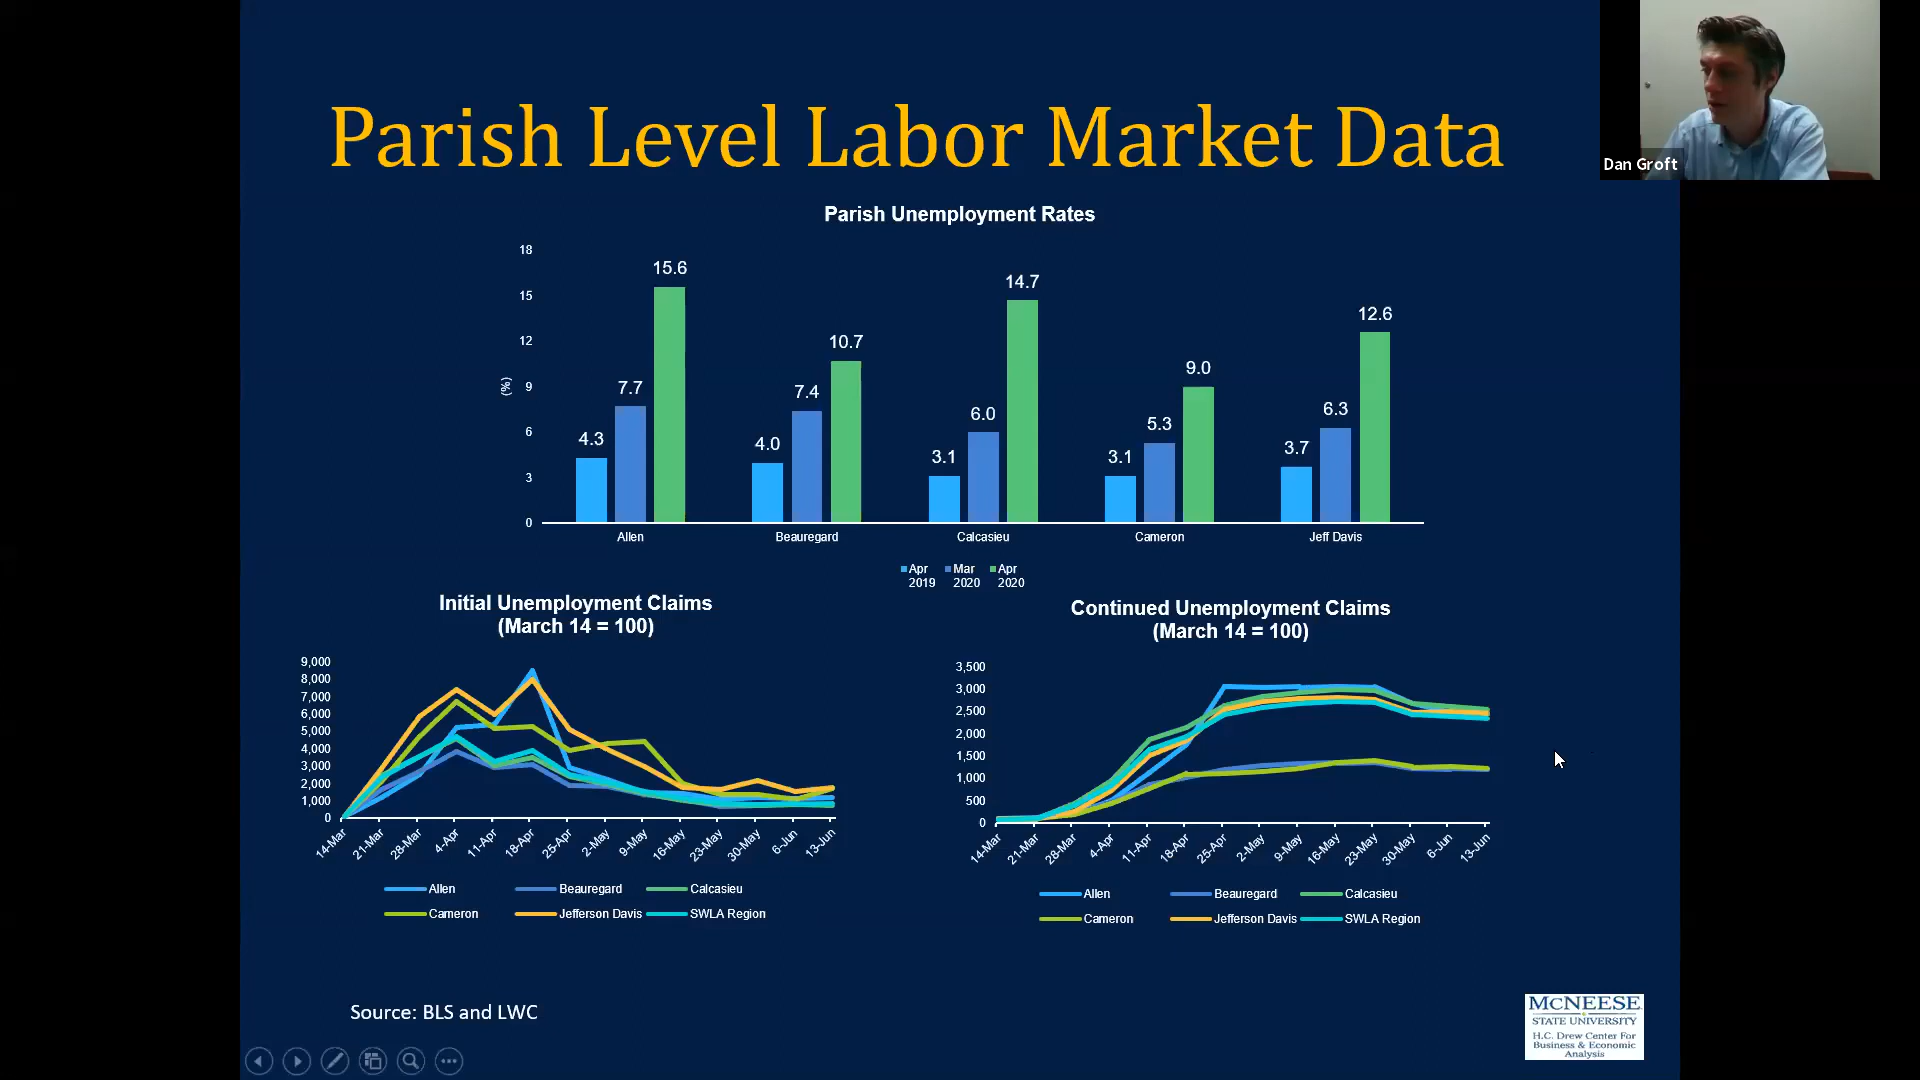 Parish Level Labor Market Data
Dan Groft
Parish Unemployment Rates
18
15
12
9
6
3
0
(%)
4.3
7.7
15.6
4.0
7.4
10.7
3.1
6.0
14.7
3.1
5.3
9.0
3.7
6.3
12.6
Allen
Beauregard
Calcasieu
Cameron
Jeff Davis
Apr 2019
Mar 2020
Apr 2020
Initial Unemployment Claims
(March 14 = 100)
9,000
8,000
7,000
6,000
5,000
4,000
3,000
2,000
1,000
0
14-Mar
21-Mar
28-Mar
4-Apr
11-Apr
18-Apr
25-Apr
2-May
9-May
16-May
23-May
30-May
6-Jun
13-Jun
Allen
Beauregard
Calcasieu
Cameron
Jefferson Davis
SWLA Region
Continued Unemployment Claims
(March 14 = 100)
3,500
3,000
2,500
2,000
1,500
1,000
500
0
14-Mar
21-Mar
28-Mar
4-Apr
11-Apr
18-Apr
25-Apr
2-May
9-May
16-May
23-May
30-May
6-Jun
13-Jun
Allen
Beauregard
Calcasieu
Cameron
Jefferson Davis
SWLA Region
Source: BLS and LWC
MCNEESE
STATE UNIVERSITY
H.C. Drew Center For
Business & Economic
Analysis